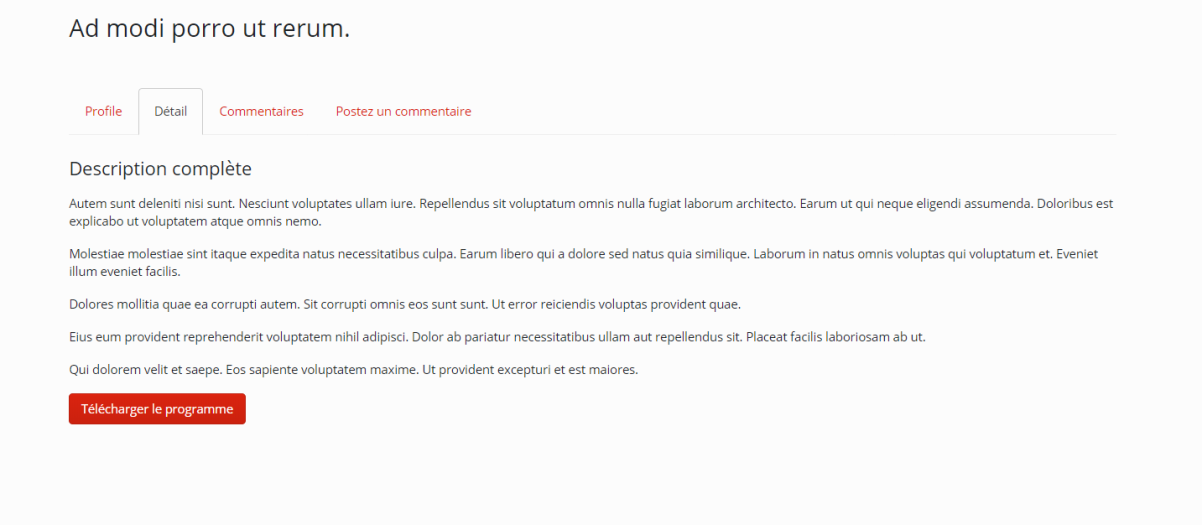 Ad modi porro ut rerum.
Profile
Détail
Commentaires
Postez un commentaire
Description complète
Autem sunt deleniti nisi sunt. Nesciunt voluptates ullam iure. Repellendus sit voluptatum omnis nulla fugiat laborum architecto. Earum ut qui neque eligendi assumenda. Doloribus est
explicabo ut voluptatem atque omnis nemo.
Molestiae molestiae sint itaque expedita natus necessitatibus culpa. Earum libero qui a dolore sed natus quia similique. Laborum in natus omnis voluptas qui voluptatum et. Eveniet
illum eveniet facilis.
Dolores mollitia quae ea corrupti autem. Sit corrupti omnis eos sunt sunt. Ut error reiciendis voluptas provident quae.
Eius eum provident reprehenderit voluptatem nihil adipisci. Dolor ab pariatur necessitatibus ullam aut repellendus sit. Placeat facilis laboriosam ab ut.
Qui dolorem velit et saepe. Eos sapiente voluptatem maxime. Ut provident excepturi et est maiores.
Télécharger le programme